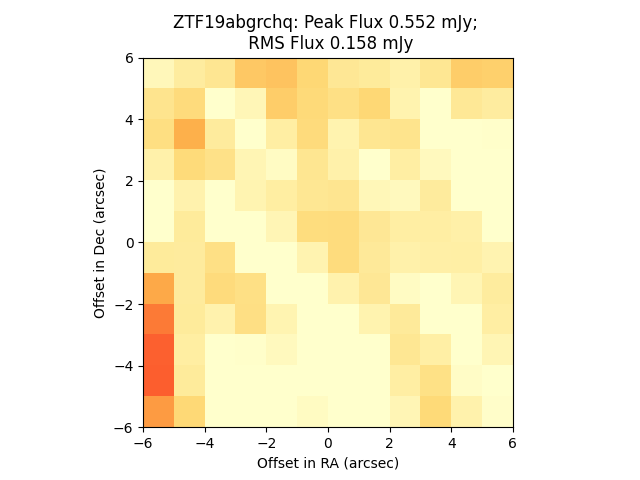 ZTF19abgrchq: Peak Flux 0.552 mJy;
RMS Flux 0.158 mJy
6
4
2
0
−2
−4
−6
Offset in Dec (arcsec)
−6 −4 −2 0 2 4 6
Offset in RA (arcsec)